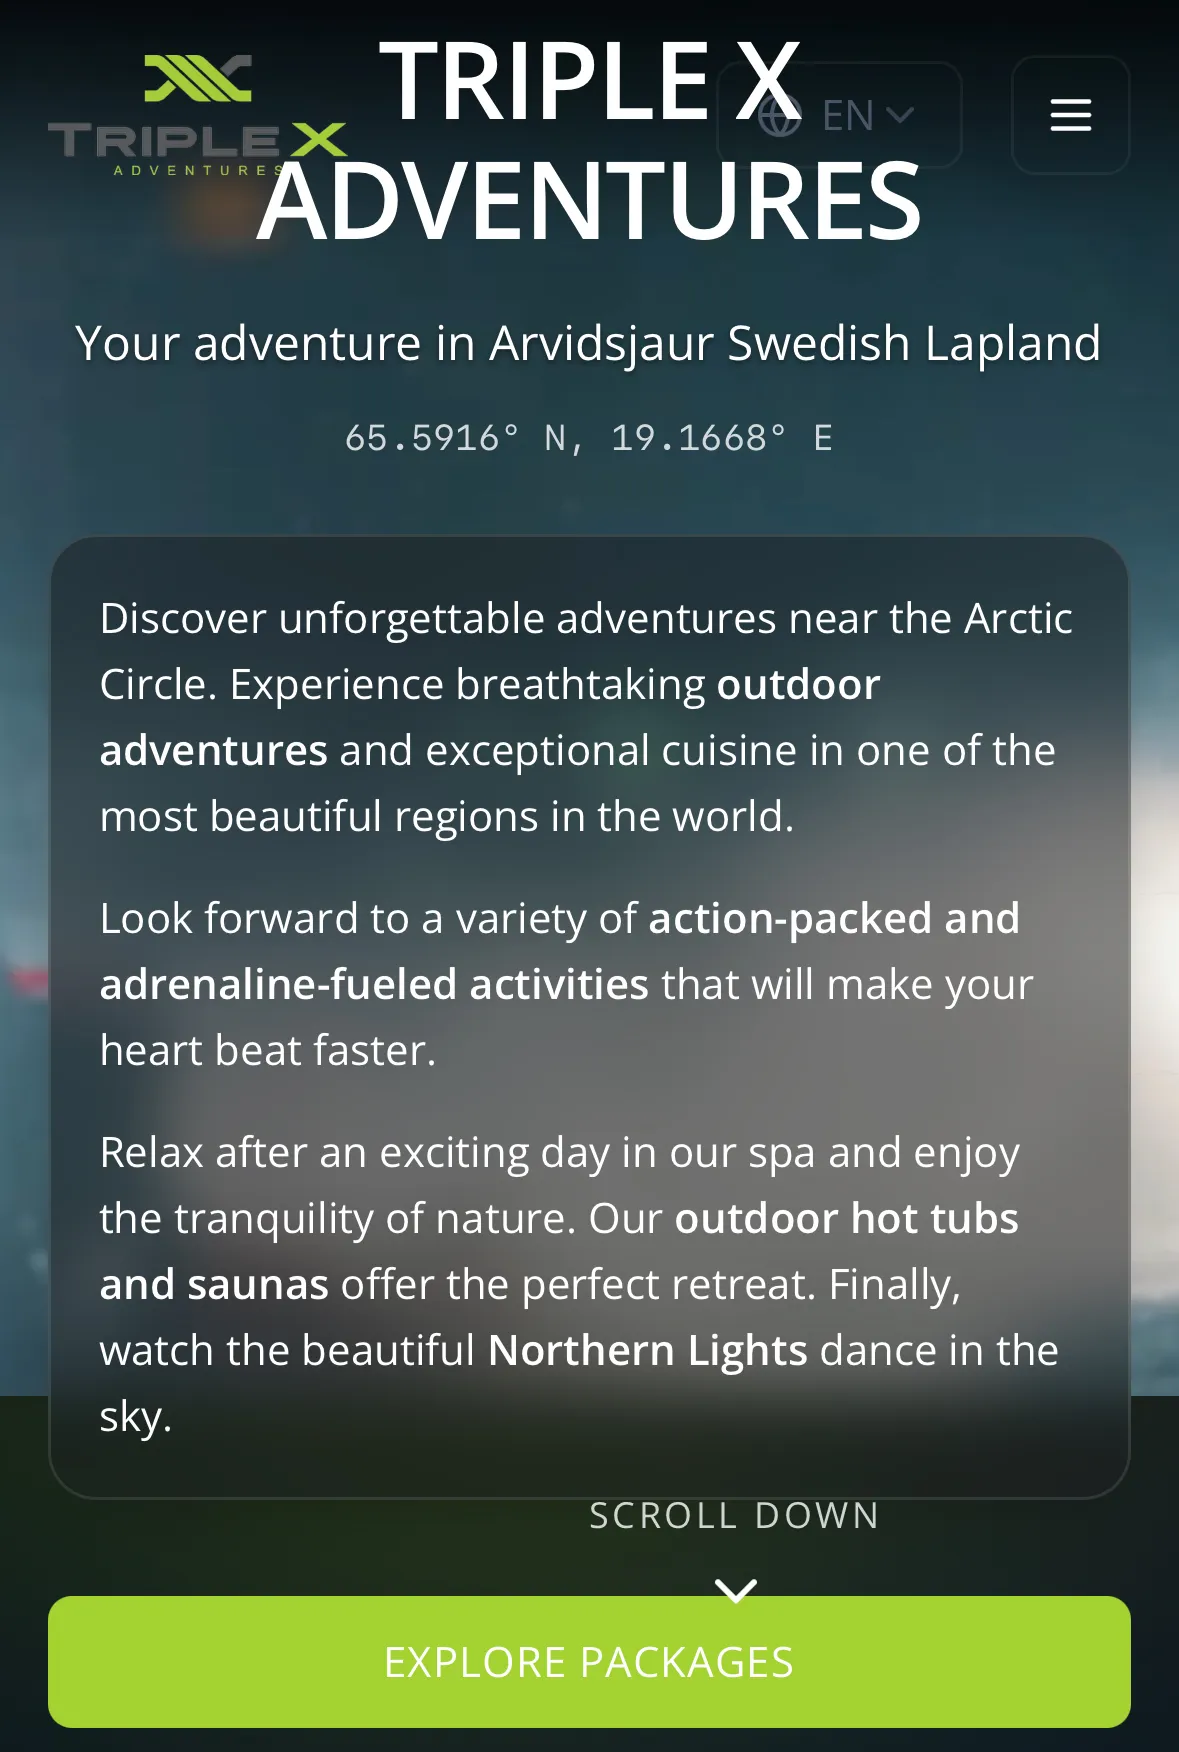 TRIPLE X
ADVENTURES
EN
TRIPLE X
ADVENTURES
Your adventure in Arvidsjaur Swedish Lapland
65.5916° N, 19.1668° E
Discover unforgettable adventures near the Arctic
Circle. Experience breathtaking outdoor
adventures and exceptional cuisine in one of the
most beautiful regions in the world.
Look forward to a variety of action-packed and
adrenaline-fueled activities that will make your
heart beat faster.
Relax after an exciting day in our spa and enjoy
the tranquility of nature. Our outdoor hot tubs
and saunas offer the perfect retreat. Finally,
watch the beautiful Northern Lights dance in the
sky.
SCROLL DOWN
EXPLORE PACKAGES